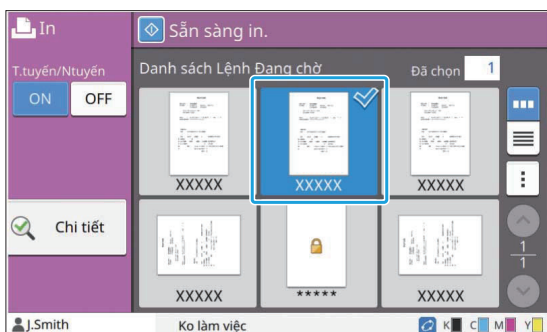 In
Sẵn sàng in.
T.tuyến/Ntuyến
ON OFF
Danh sách Lệnh Đang chờ
Đã chọn 1
XXXXX XXXXX XXXXX
Chi tiết
1
1
XXXXX ***** XXXXX
J.Smith
Ko làm việc
K C M Y